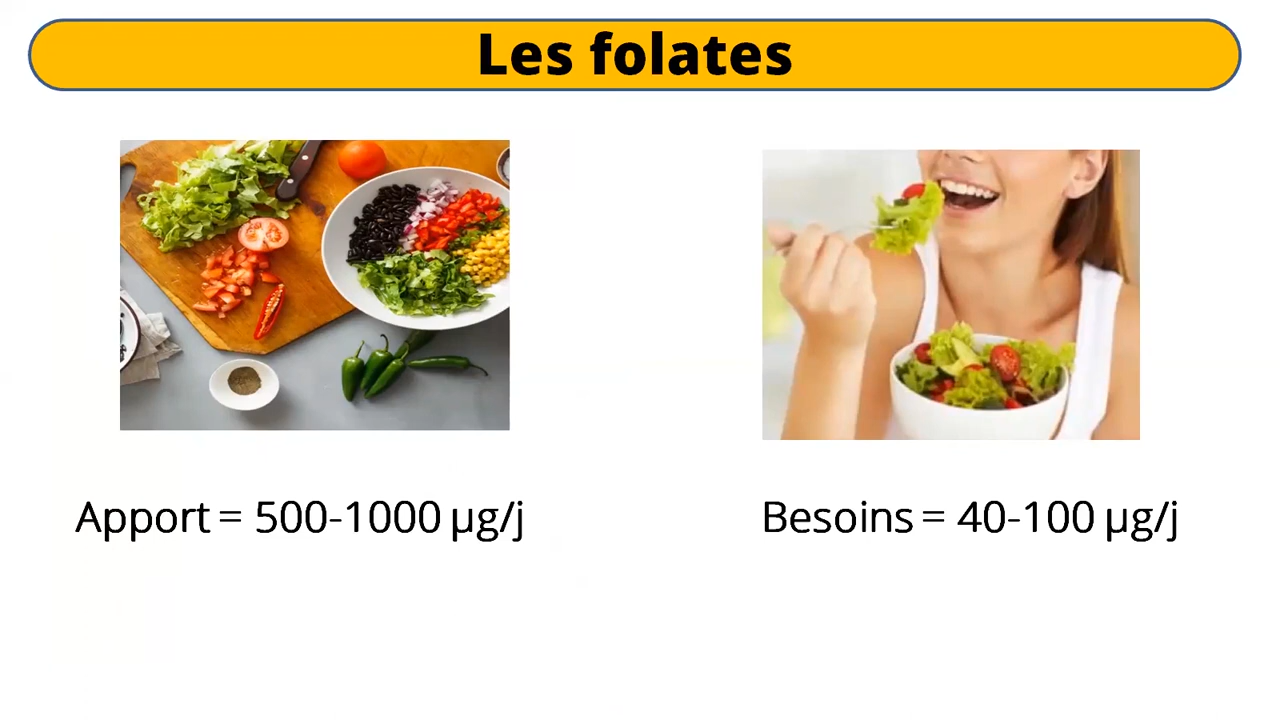 Les folates
Apport = 500-1000 µg/j
Besoins = 40-100 µg/j